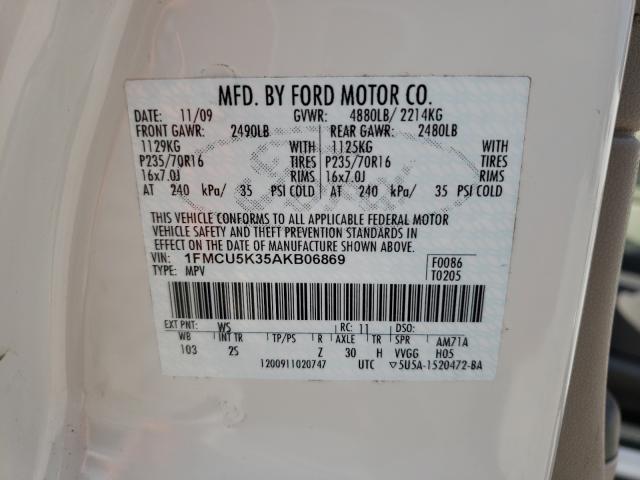 MFD. BY FORD MOTOR CO.
DATE: 11/09 GVWR: 4880LB/ 2214KG
FRONT GAWR: 2490LB REAR GAWR: 2480LB
1129KG WITH 1125KG WITH
P235/70R16 TIRES P235/70R16 TIRES
16x7.0J RIMS 16x7.0J RIMS
AT 240 kPa/ 35 PSI COLD AT 240 kPa/ 35 PSI COLD
THIS VEHICLE CONFORMS TO ALL APPLICABLE FEDERAL MOTOR
VEHICLE SAFETY AND THEFT PREVENTION STANDARDS IN
EFFECT ON THE DATE OF MANUFACTURE SHOWN ABOVE.
VIN: 1FMCU5K35AKB06869 F0086
TYPE: MPV T0205
EXT PNT: WS RC: 11 DSO:
WB INT TR TP/PS R AXLE TR SPR AM71A
103 2S Z 30 H VVGG H05
1200911020747 UTC ▽5U5A-1520472-BA